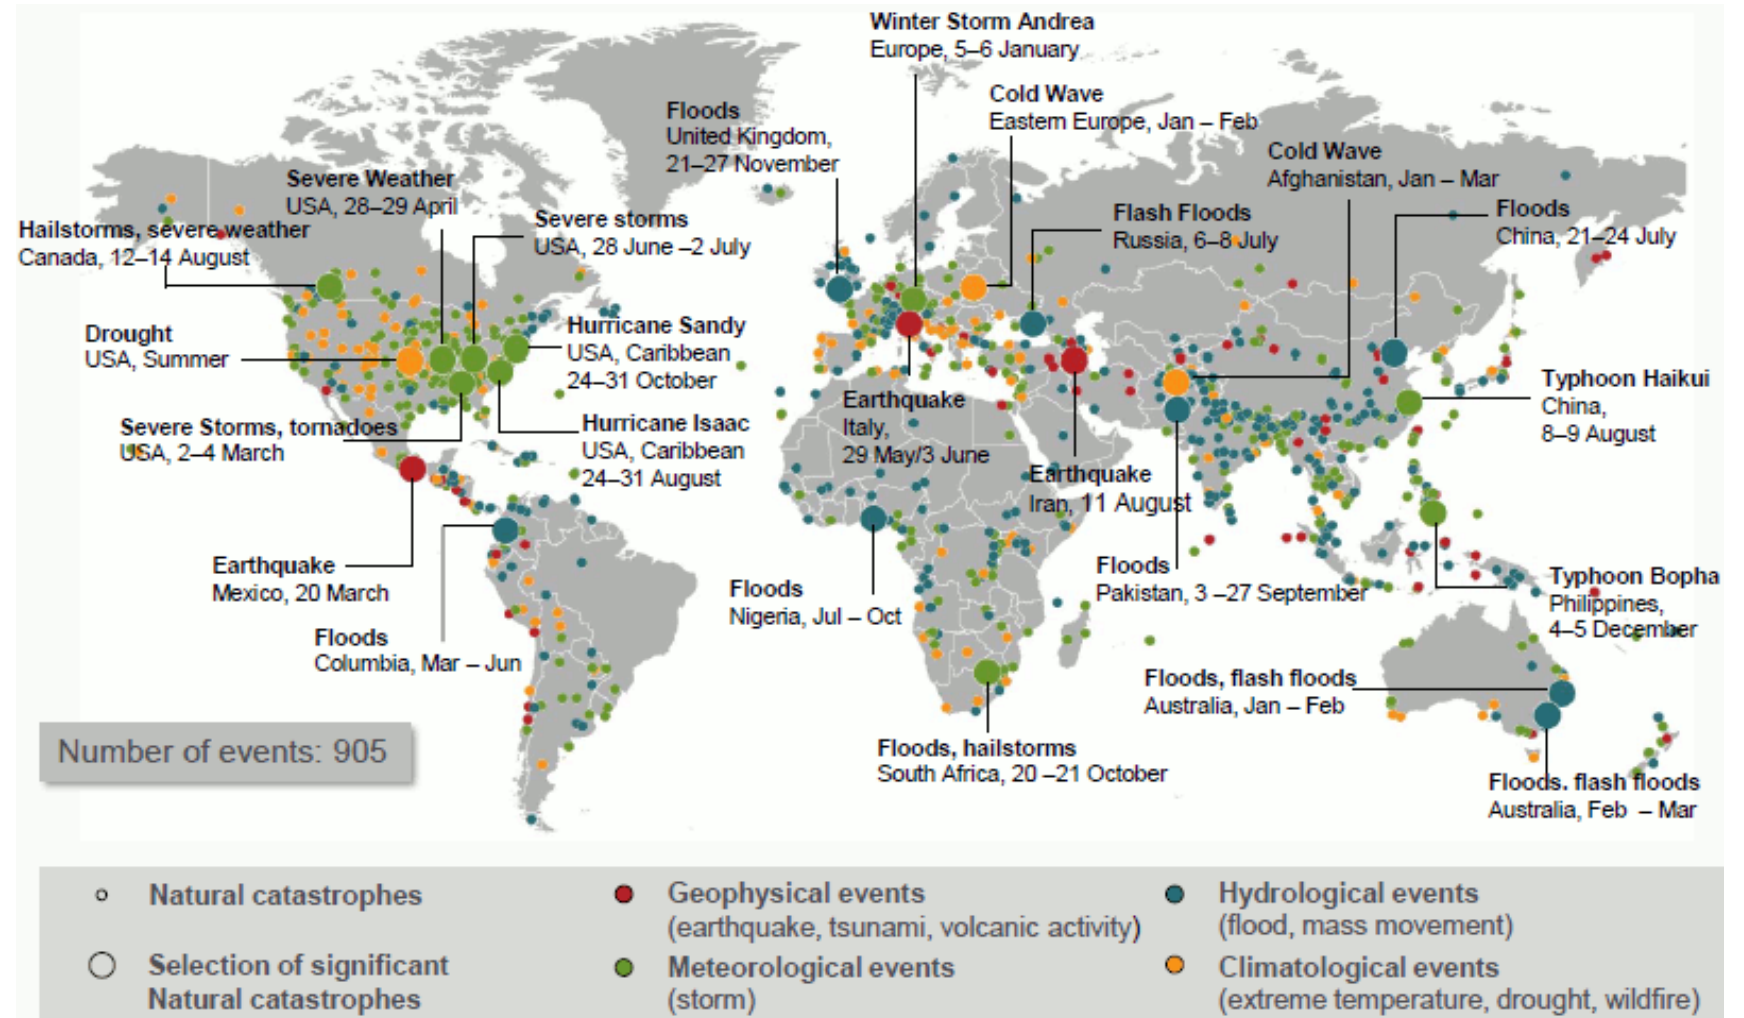 Winter Storm Andrea
Europe, 5–6 January
Cold Wave
Eastern Europe, Jan – Feb
Floods
United Kingdom,
21–27 November
Cold Wave
Afghanistan, Jan – Mar
Severe Weather
USA, 28–29 April
Severe storms
USA, 28 June –2 July
Flash Floods
Russia, 6–8 July
Floods
China, 21–24 July
Hailstorms, severe weather
Canada, 12–14 August
Drought
USA, Summer
Hurricane Sandy
USA, Caribbean
24–31 October
Typhoon Haikui
China,
8–9 August
Earthquake
Italy,
29 May/3 June
Severe Storms, tornadoes
USA, 2–4 March
Hurricane Isaac
USA, Caribbean
24–31 August
Earthquake
Iran, 11 August
Earthquake
Mexico, 20 March
Floods
Nigeria, Jul – Oct
Floods
Pakistan, 3 –27 September
Typhoon Bopha
Philippines,
4–5 December
Floods
Columbia, Mar – Jun
Floods, flash floods
Australia, Jan – Feb
Floods, hailstorms
South Africa, 20 –21 October
Floods. flash floods
Australia, Feb – Mar
Number of events: 905
Natural catastrophes
Selection of significant
Natural catastrophes
Geophysical events
(earthquake, tsunami, volcanic activity)
Meteorological events
(storm)
Hydrological events
(flood, mass movement)
Climatological events
(extreme temperature, drought, wildfire)